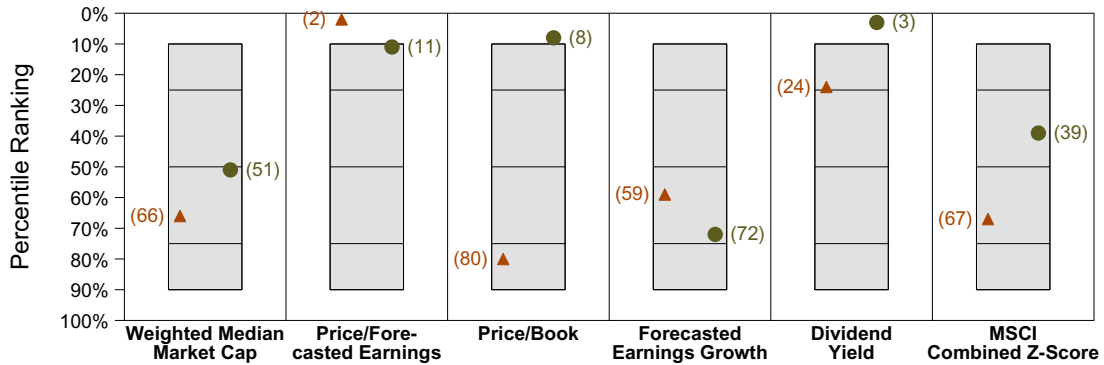 Percentile Ranking
0%
10%
20%
30%
40%
50%
60%
70%
80%
90%
100%
(66)
(51)
(2)
(11)
(80)
(8)
(59)
(72)
(24)
(3)
(67)
(39)
Weighted Median
Market Cap
Price/Fore-
casted Earnings
Price/Book
Forecasted
Earnings Growth
Dividend
Yield
MSCI
Combined Z-Score